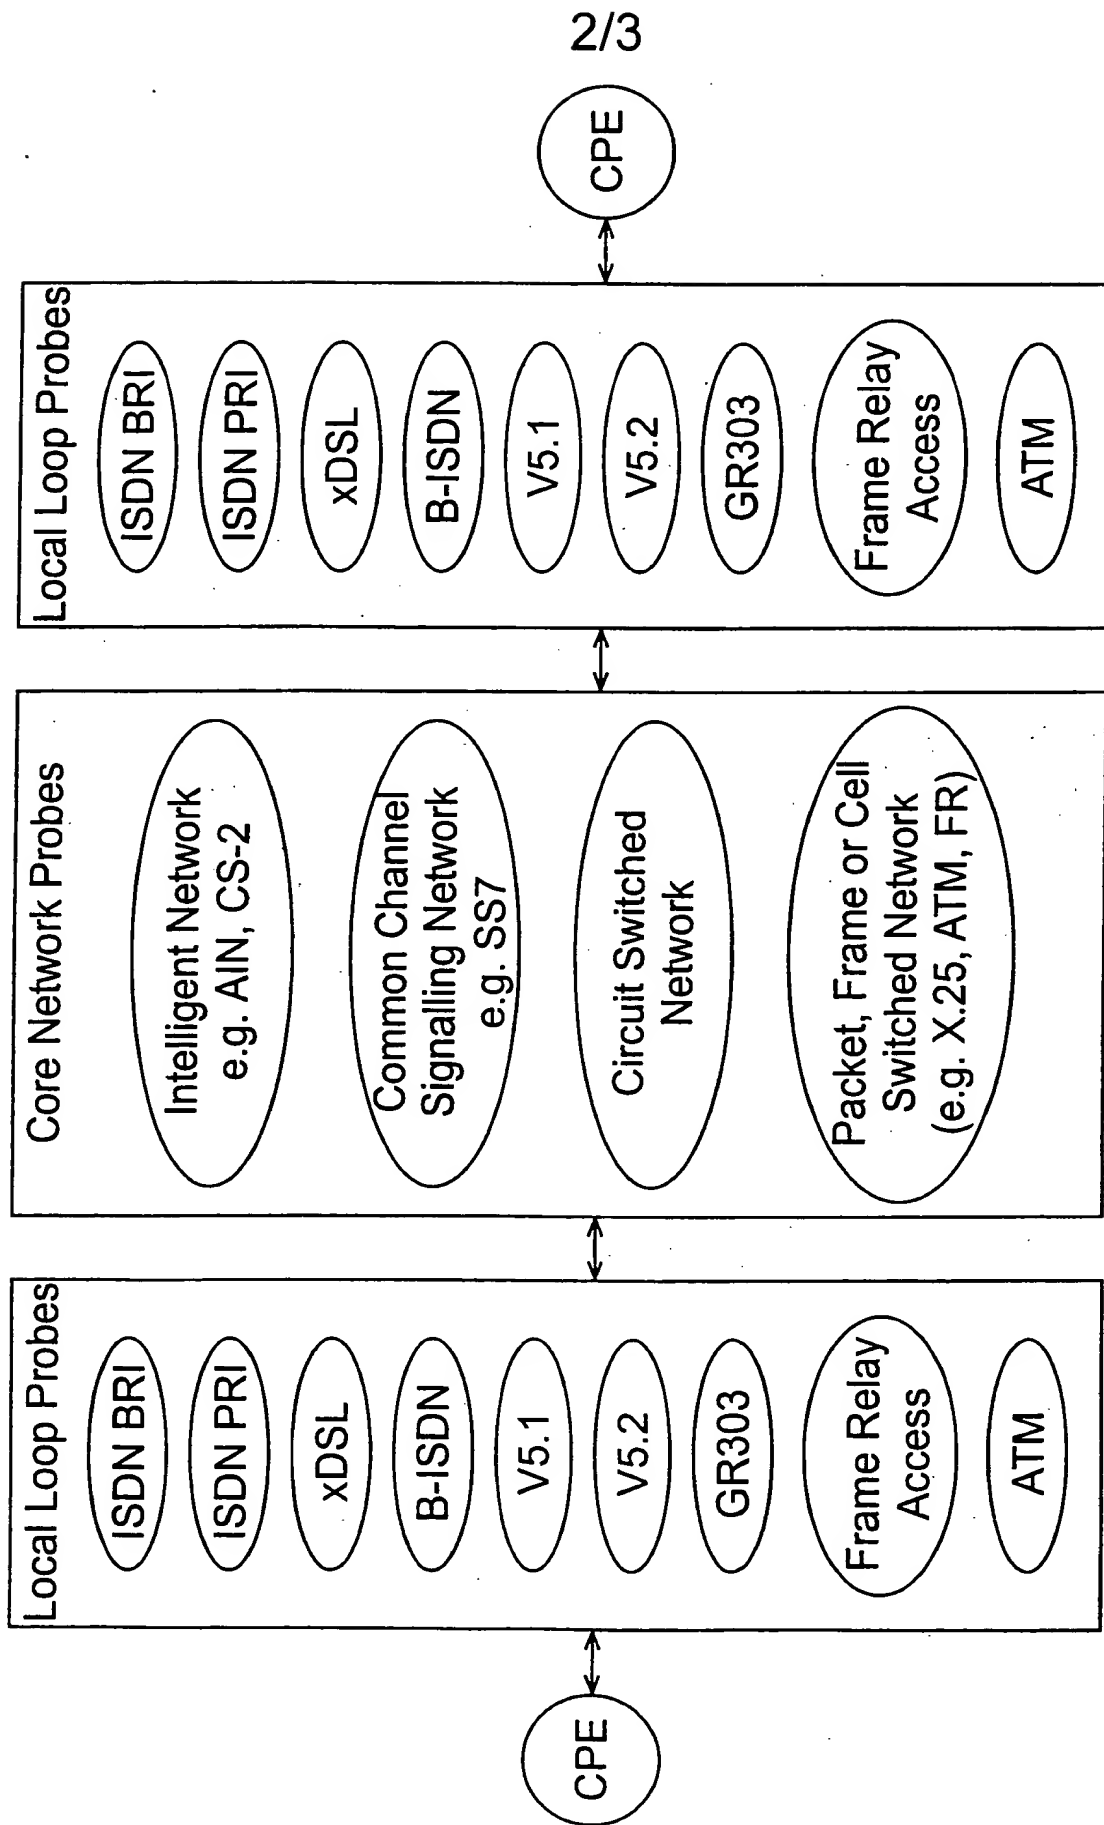 2/3
CPE
Local Loop Probes
ISDN BRI
ISDN PRI
xDSL
B-ISDN
V5.1
V5.2
GR303
Frame Relay
Access
ATM
Core Network Probes
Intelligent Network
e.g. AIN, CS-2
Common Channel
Signalling Network
e.g. SS7
Circuit Switched
Network
Packet, Frame or Cell
Switched Network
(e.g. X.25, ATM, FR)
Local Loop Probes
ISDN BRI
ISDN PRI
xDSL
B-ISDN
V5.1
V5.2
GR303
Frame Relay
Access
ATM
CPE